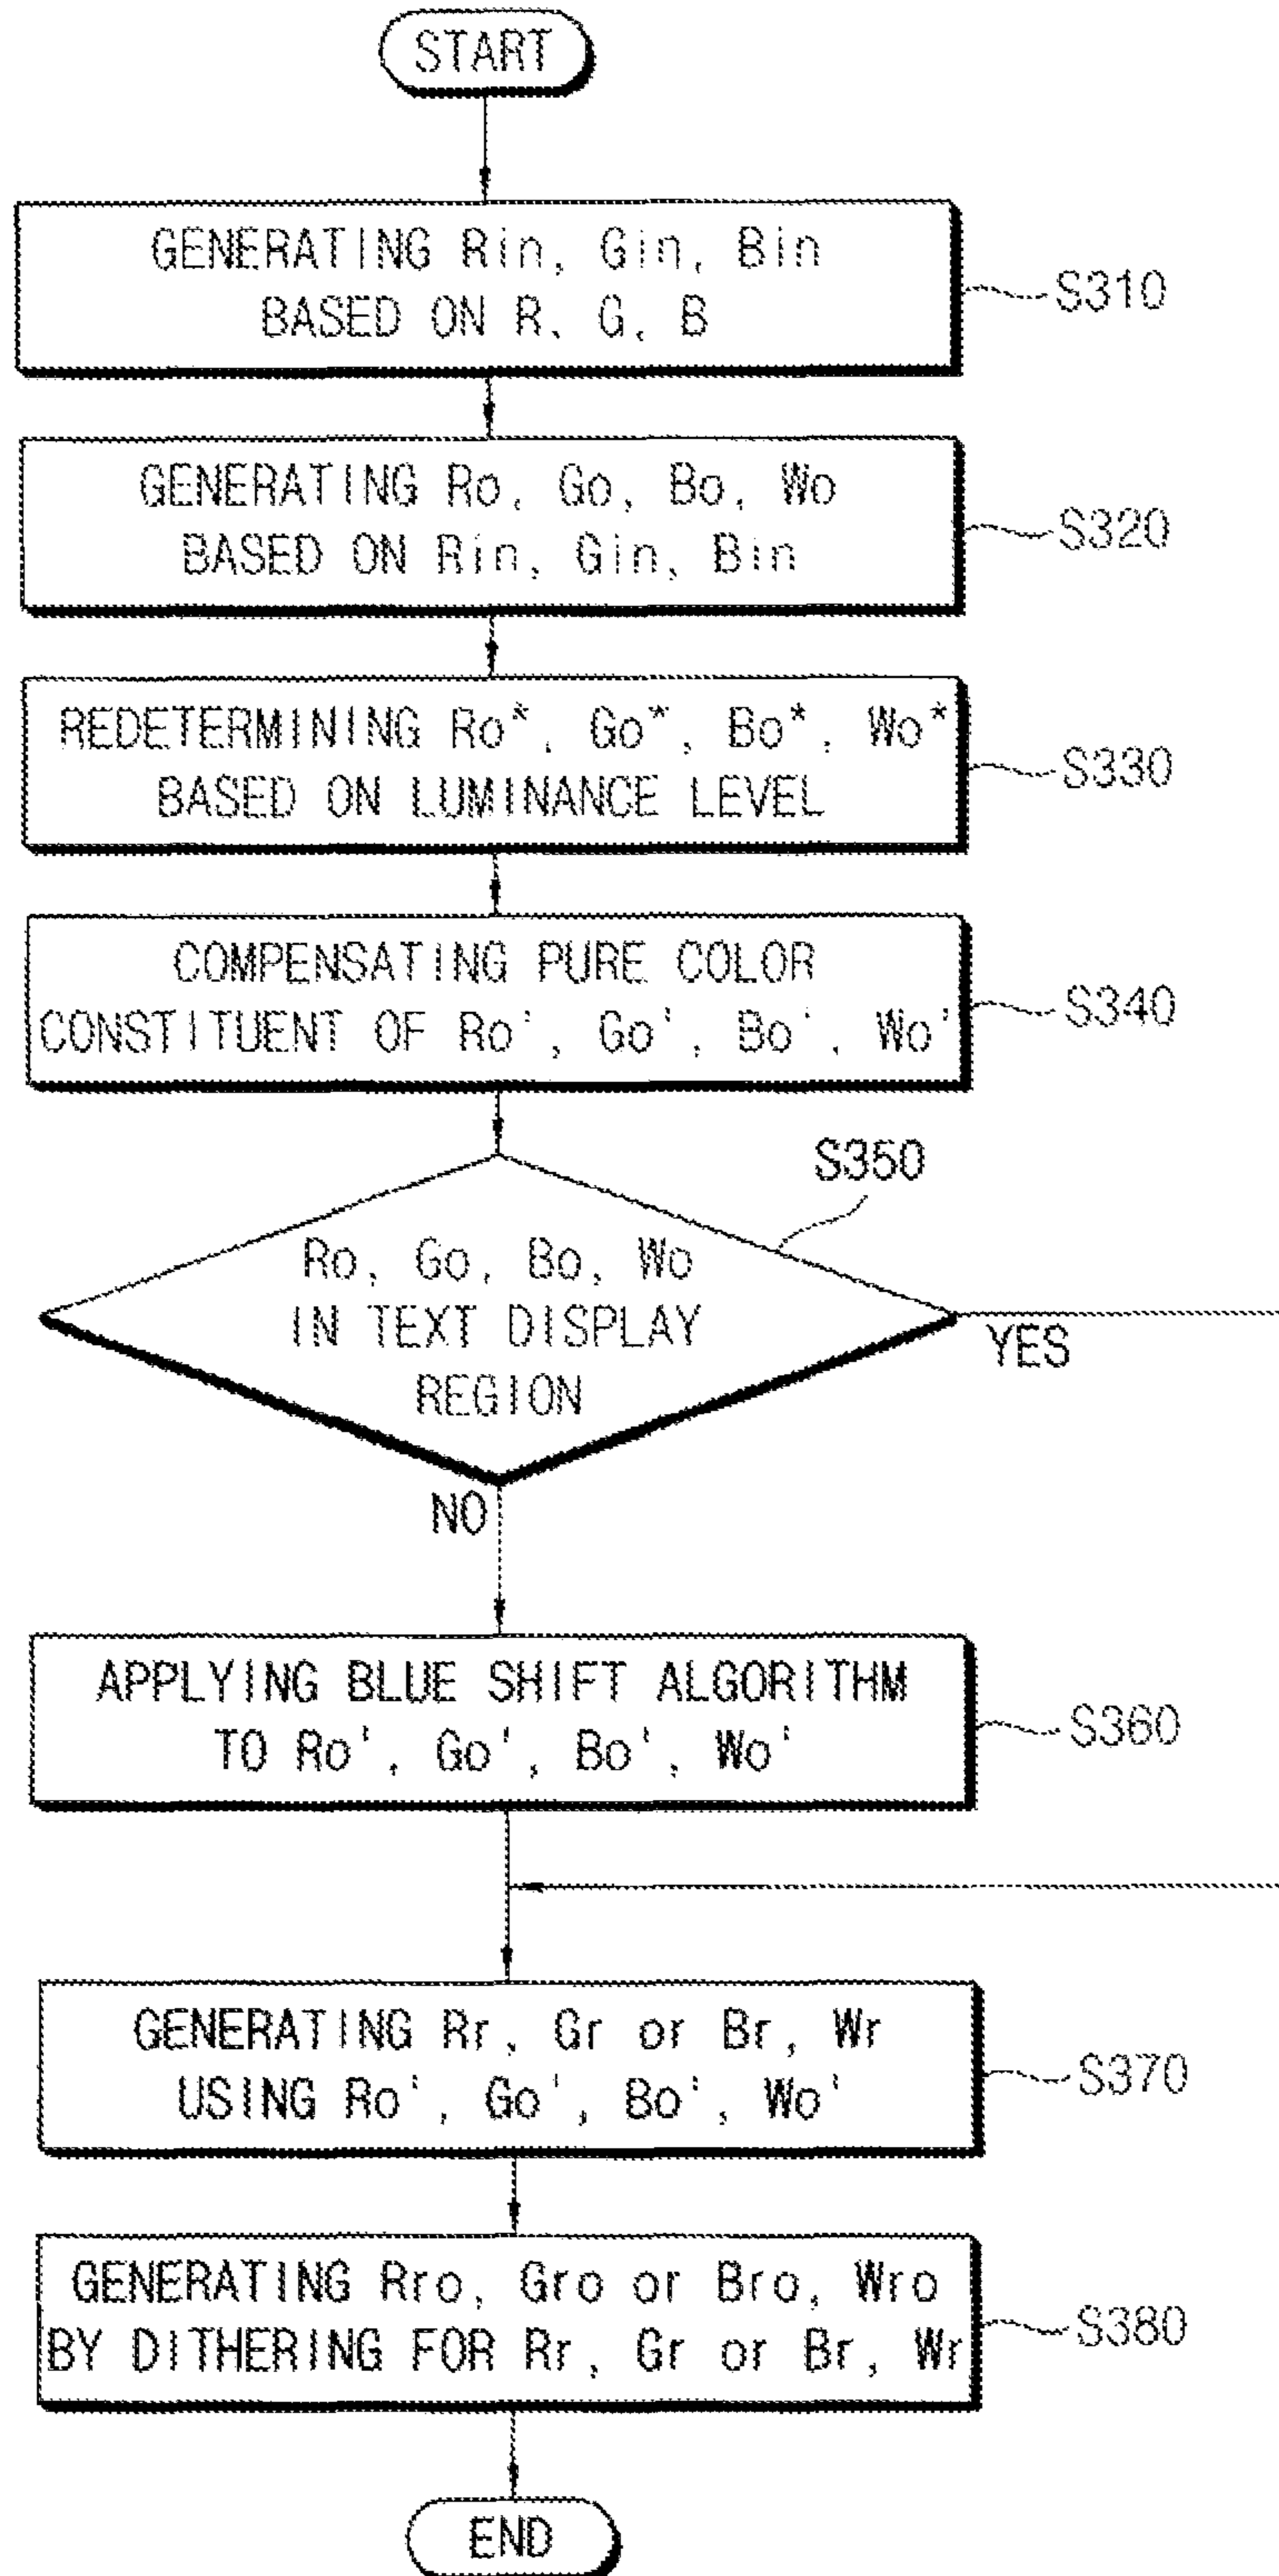 START
GENERATING Rin, Gin, Bin
BASED ON R, G, B
S310
GENERATING Ro, Go, Bo, Wo
BASED ON Rin, Gin, Bin
S320
REDETERMINING Ro*, Go*, Bo*, Wo*
BASED ON LUMINANCE LEVEL
S330
COMPENSATING PURE COLOR
CONSTITUENT OF Ro', Go', Bo', Wo'
S340
S350
Ro, Go, Bo, Wo
IN TEXT DISPLAY
REGION
YES
NO
APPLYING BLUE SHIFT ALGORITHM
TO Ro', Go', Bo', Wo'
S360
GENERATING Rr, Gr or Br, Wr
USING Ro', Go', Bo', Wo'
S370
GENERATING Rro, Gro or Bro, Wro
BY DITHERING FOR Rr, Gr or Br, Wr
S380
END